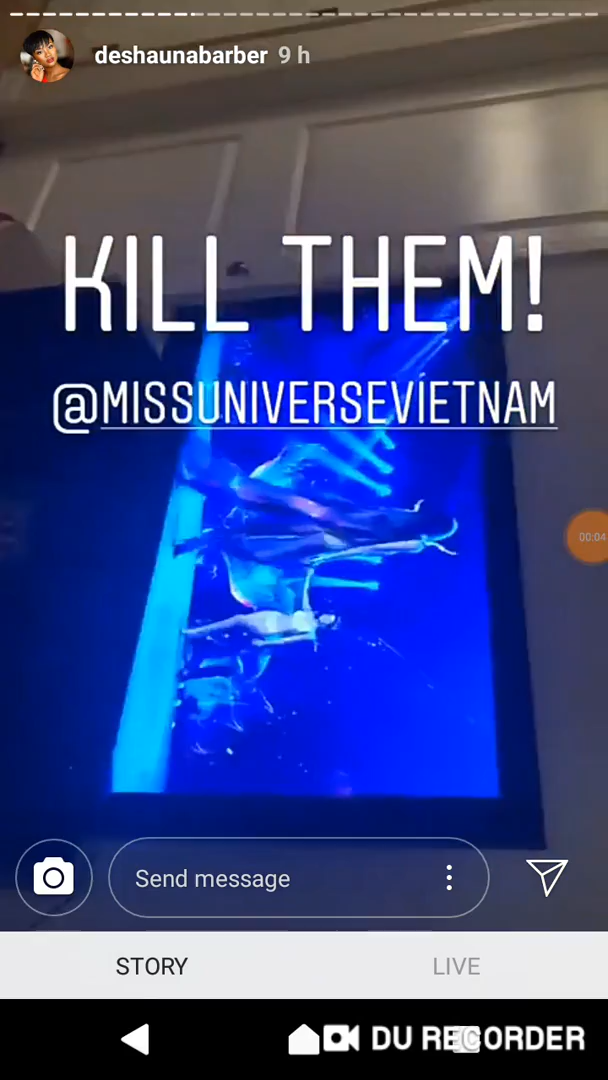 deshaunabarber 9 h
KILL THEM!
@MISSUNIVERSEVIETNAM
00:04
Send message
STORY LIVE
DU RECORDER